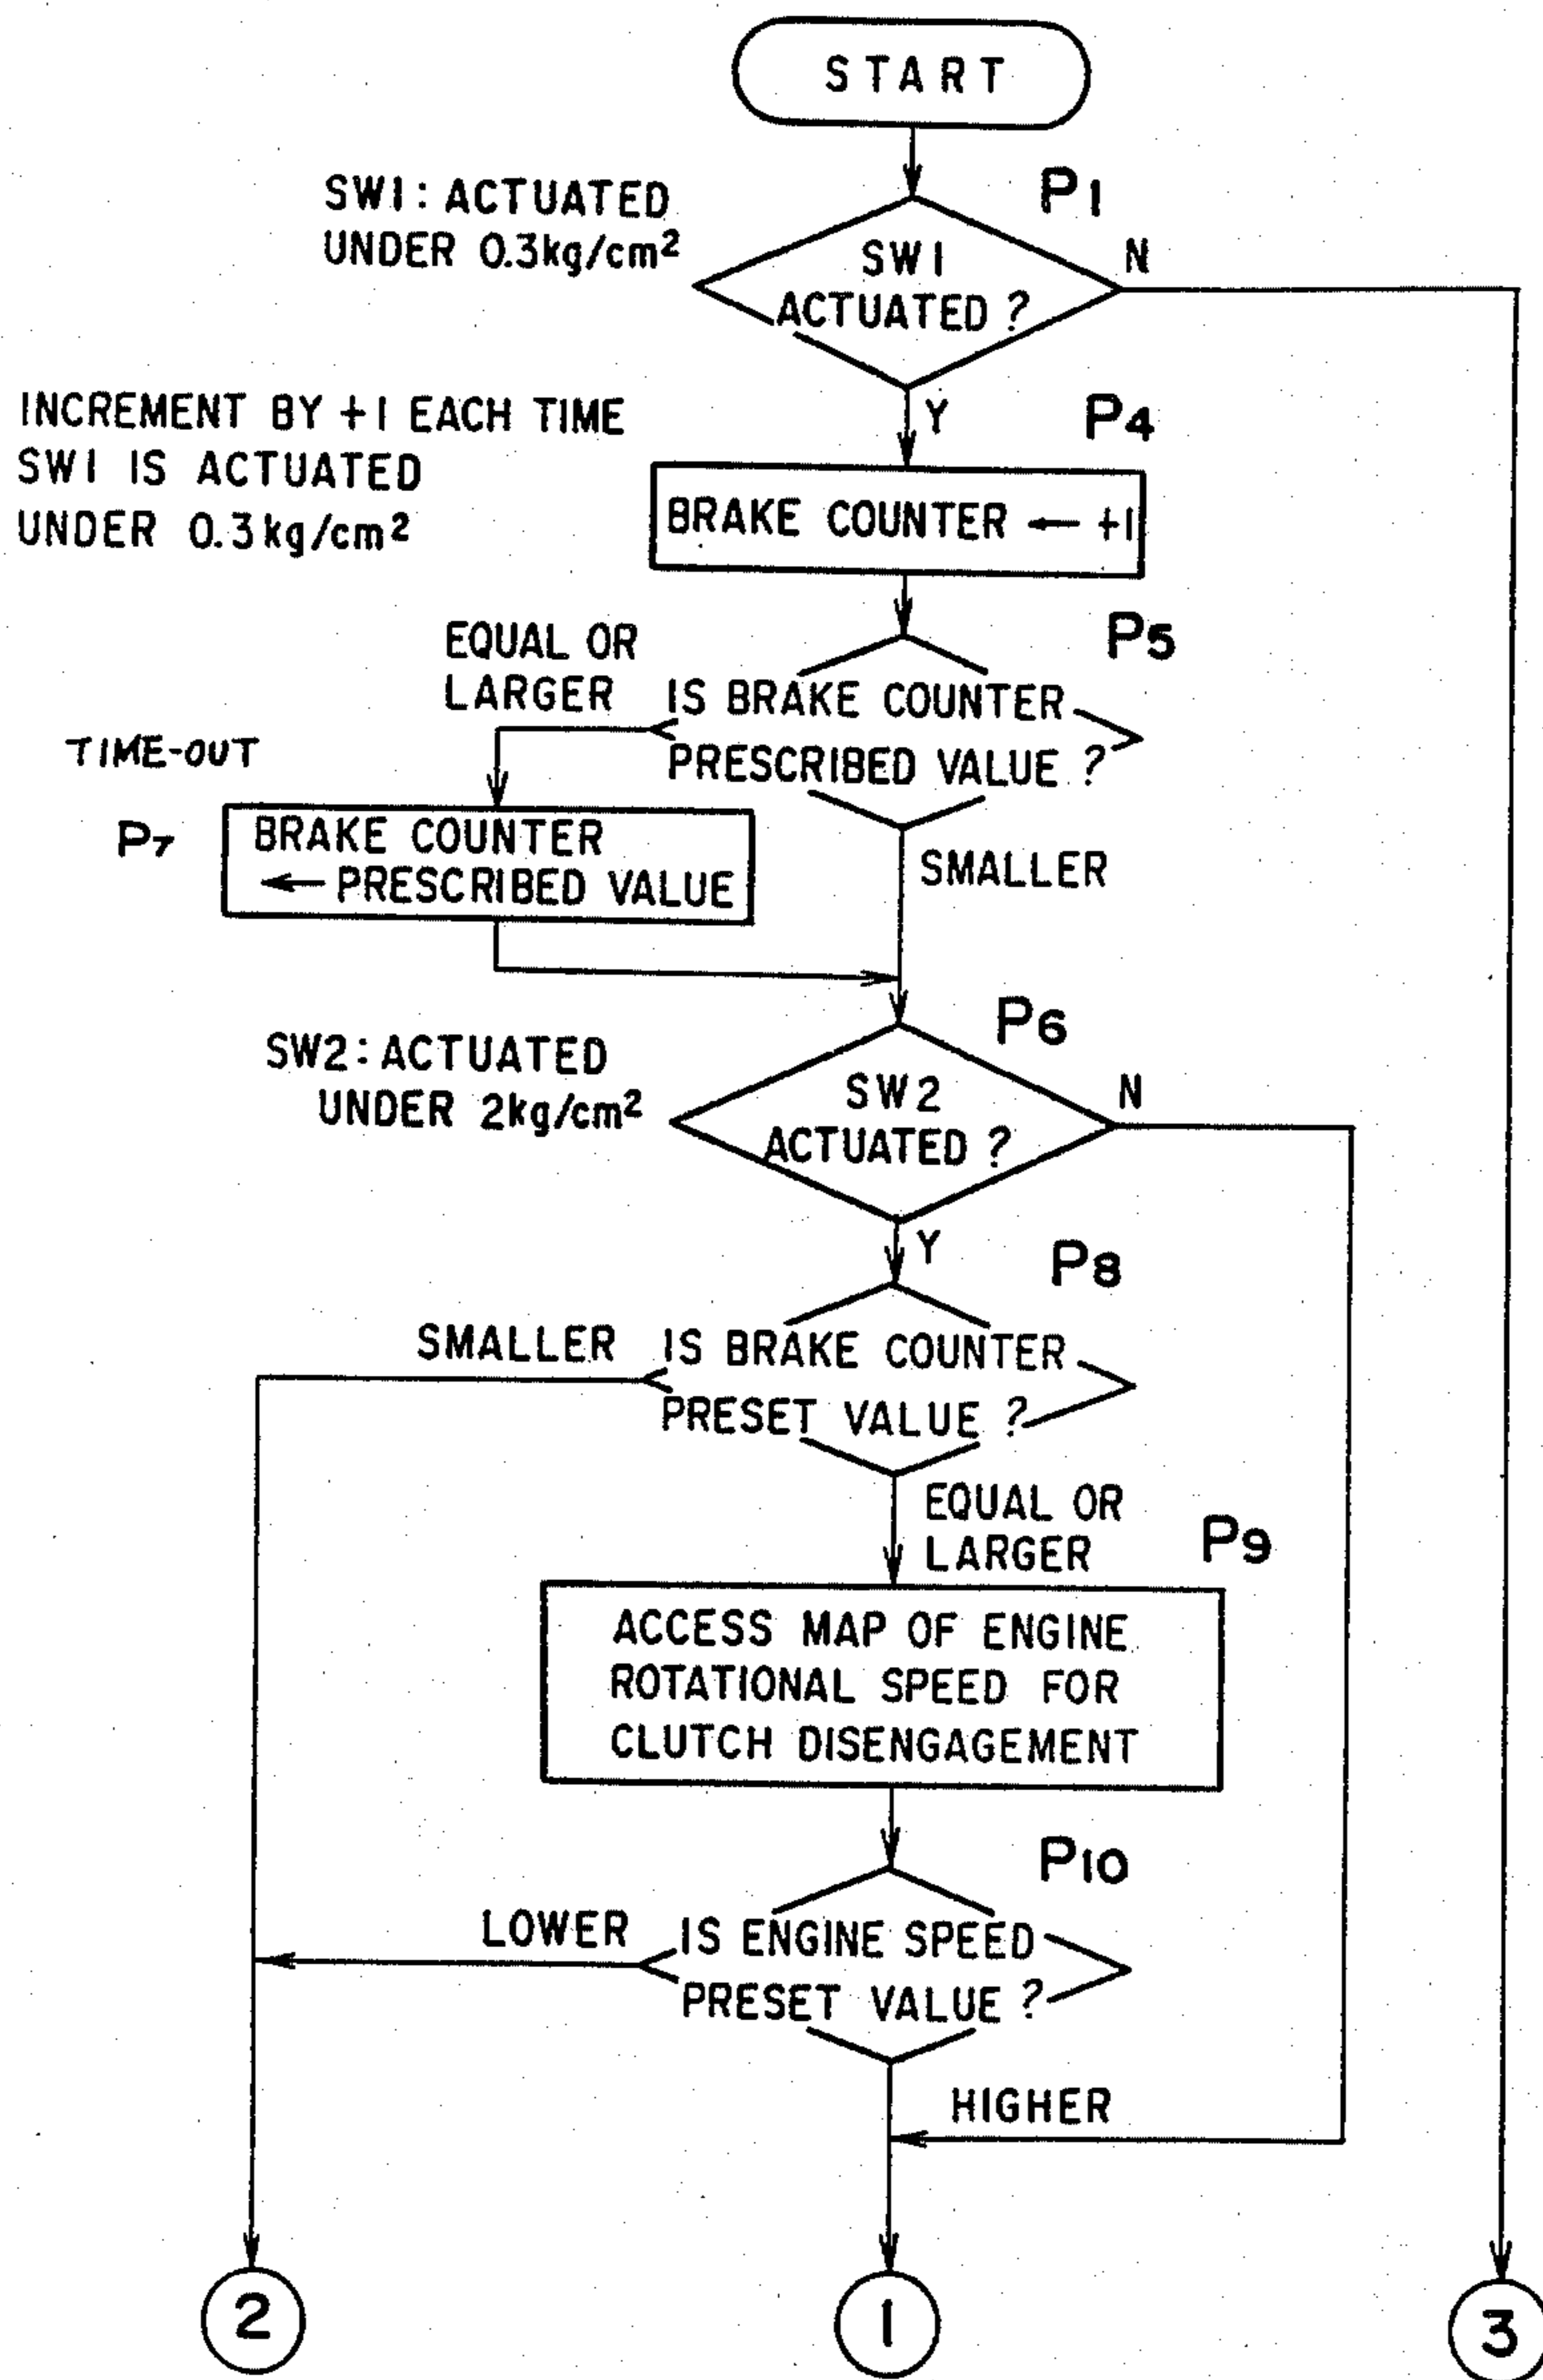 START
P1
SW1: ACTUATED
UNDER 0.3kg/cm²
SW1
ACTUATED ?
N
Y
P4
INCREMENT BY +1 EACH TIME
SW1 IS ACTUATED
UNDER 0.3kg/cm²
BRAKE COUNTER ← +1
P5
EQUAL OR
LARGER
IS BRAKE COUNTER
PRESCRIBED VALUE ?
TIME-OUT
P7
BRAKE COUNTER
← PRESCRIBED VALUE
SMALLER
P6
SW2: ACTUATED
UNDER 2kg/cm²
SW2
ACTUATED ?
N
Y
P8
SMALLER
IS BRAKE COUNTER
PRESET VALUE ?
EQUAL OR
LARGER
P9
ACCESS MAP OF ENGINE
ROTATIONAL SPEED FOR
CLUTCH DISENGAGEMENT
P10
LOWER
IS ENGINE SPEED
PRESET VALUE ?
HIGHER
2
1
3